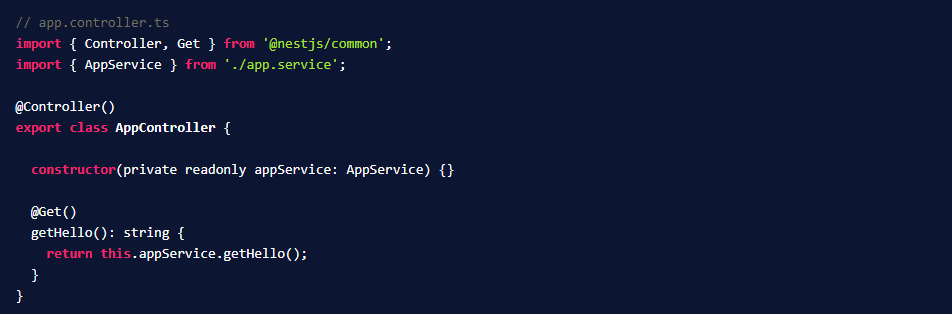 // app.controller.ts
import { Controller, Get } from '@nestjs/common';
import { AppService } from './app.service';
@Controller()
export class AppController {
constructor(private readonly appService: AppService) {}
@Get()
getHello(): string {
return this.appService.getHello();
}
}